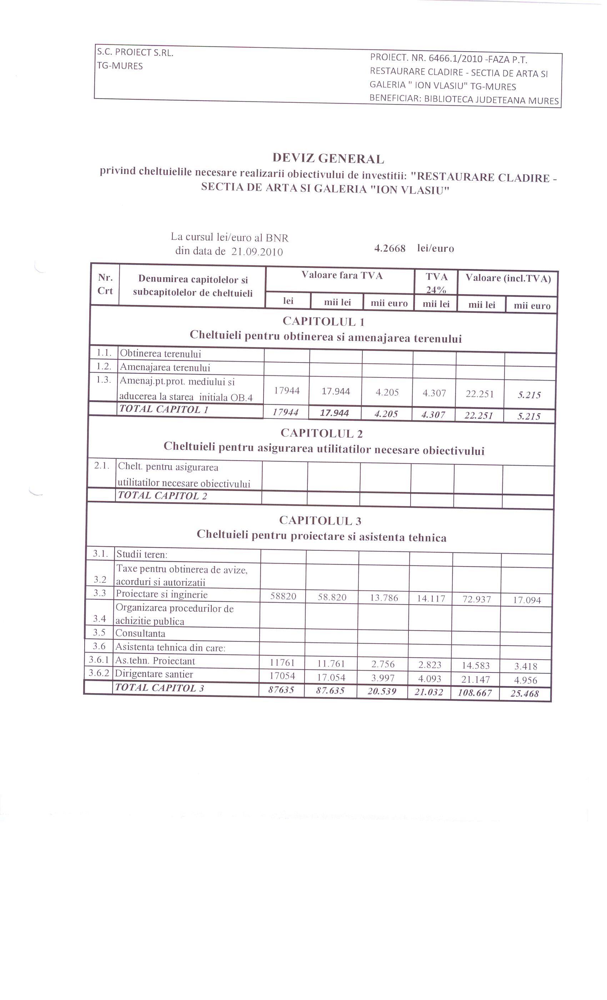 S.C. PROIECT S.RL.
TG-MURES
PROIECT. NR. 6466.1/2010 -FAZA P.T.
RESTAURARE CLADIRE - SECTIA DE ARTA SI
GALERIA " ION VLASIU" TG-MURES
BENEFICIAR: BIBLIOTECA JUDETEANA MURES
DEVIZ GENERAL
privind cheltuielile necesare realizarii obiectivului de investitii: "RESTAURARE CLADIRE -
SECTIA DE ARTA SI GALERIA "ION VLASIU"
La cursul lei/euro al BNR
din data de 21.09.2010 4.2668 lei/euro
Nr. Crt Denumirea capitolelor si subcapitolelor de cheltuieli Valoare fara TVA TVA 24% Valoare (incl.TVA)
lei mii lei mii euro mii lei mii lei mii euro
CAPITOLUL 1
Cheltuieli pentru obtinerea si amenajarea terenului
1.1. Obtinerea terenului
1.2. Amenajarea terenului
1.3. Amenaj.pt.prot. mediului si
aducerea la starea initiala OB.4 17944 17.944 4.205 4.307 22.251 5.215
TOTAL CAPITOL 1 17944 17.944 4.205 4.307 22.251 5.215
CAPITOLUL 2
Cheltuieli pentru asigurarea utilitatilor necesare obiectivului
2.1. Chelt. pentru asigurarea
utilitatilor necesare obiectivului
TOTAL CAPITOL 2
CAPITOLUL 3
Cheltuieli pentru proiectare si asistenta tehnica
3.1. Studii teren:
Taxe pentru obtinerea de avize,
3.2 acorduri si autorizatii
3.3 Proiectare si inginerie 58820 58.820 13.786 14.117 72.937 17.094
Organizarea procedurilor de
3.4 achizitie publica
3.5 Consultanta
3.6 Asistenta tehnica din care:
3.6.1 As.tehn. Proiectant 11761 11.761 2.756 2.823 14.583 3.418
3.6.2 Dirigentare santier 17054 17.054 3.997 4.093 21.147 4.956
TOTAL CAPITOL 3 87635 87.635 20.539 21.032 108.667 25.468